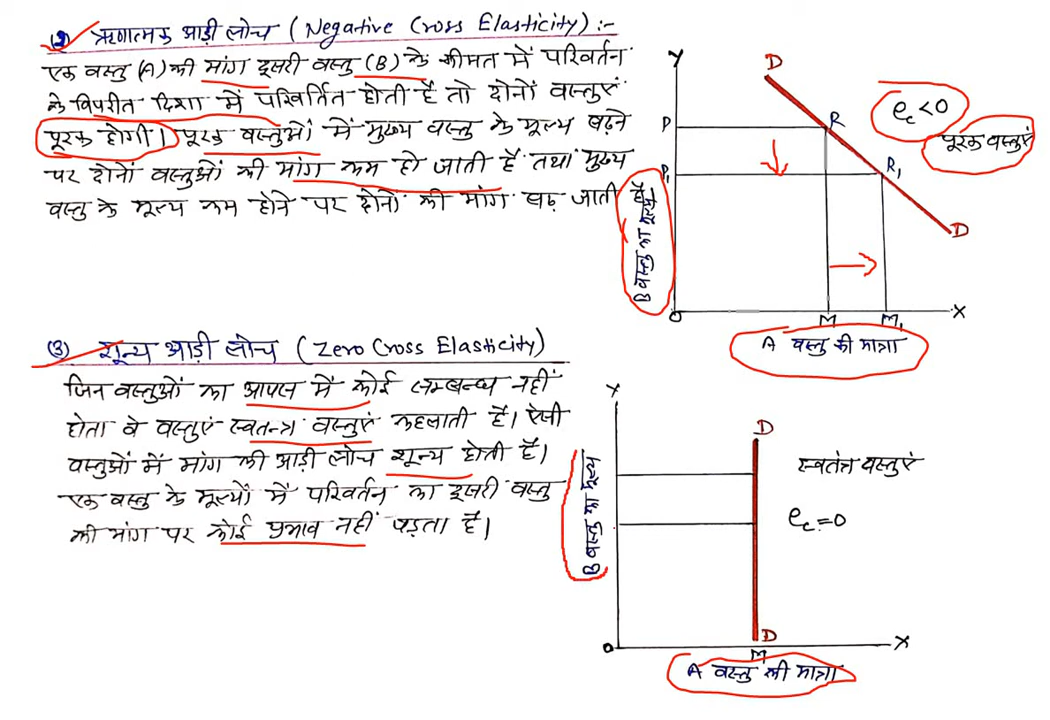 (2) ऋणात्मक आड़ी लोच (Negative Cross Elasticity) :-
एक वस्तु (A) की मांग दूसरी वस्तु (B) के कीमत में परिवर्तन
के विपरीत दिशा में परिवर्तित होती है तो दोनों वस्तुएं
पूरक होगी। पूरक वस्तुओं में मुख्य वस्तु के मूल्य बढ़ने
पर दोनों वस्तुओं की मांग कम हो जाती है तथा मुख्य
वस्तु के मूल्य कम होने पर दोनों की मांग बढ़ जाती है
Y
D
P
R
P1
R1
D
O
M
M1
X
B वस्तु का मूल्य
A वस्तु की मात्रा
ec<0
पूरक वस्तुएं
(3) शून्य आड़ी लोच (Zero Cross Elasticity)
जिन वस्तुओं का आपस में कोई सम्बन्ध नहीं
होता वे वस्तुएं स्वतन्त्र वस्तुएं कहलाती है। ऐसी
वस्तुओं में मांग की आड़ी लोच शून्य होती है।
एक वस्तु के मूल्यों में परिवर्तन का दूसरी वस्तु
की मांग पर कोई प्रभाव नहीं पड़ता है।
Y
D
B वस्तु का मूल्य
स्वतंत्र वस्तुएं
ec=0
D
O
M
X
A वस्तु की मात्रा